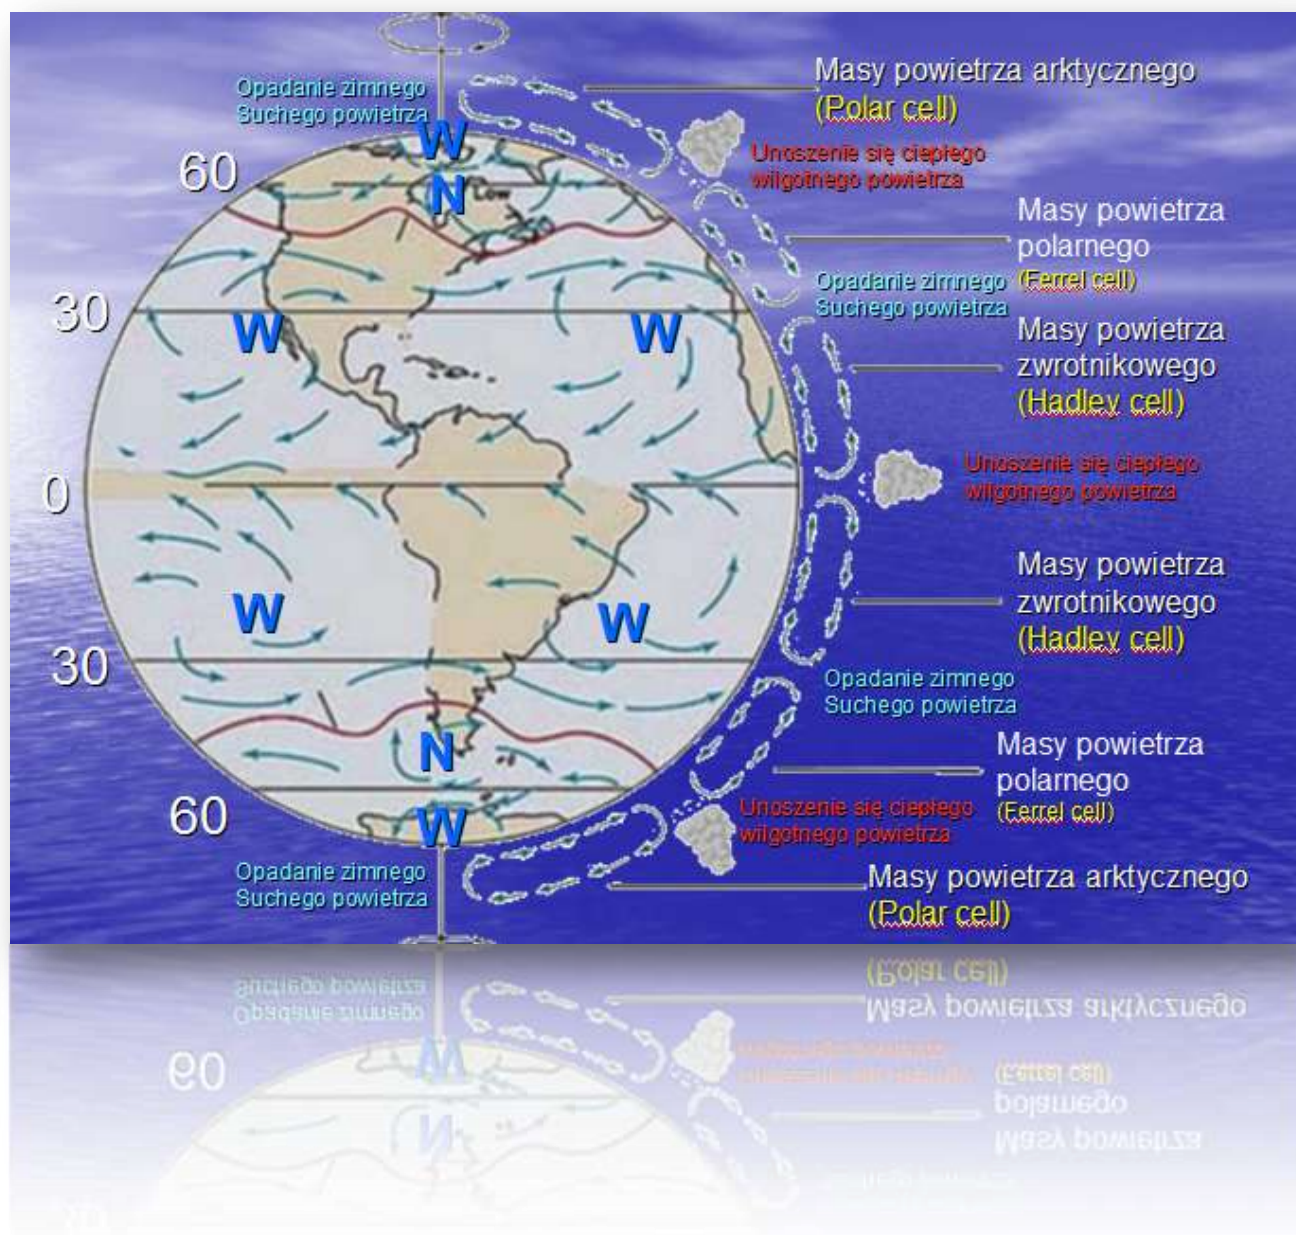 Opadanie zimnego
Suchego powietrza
Masy powietrza arktycznego
(Polar cell)
W
60
N
Low
Unoszenie się ciepłego
wilgotnego powietrza
Masy powietrza
polarnego
(Ferrel cell)
Opadanie zimnego
Suchego powietrza
30
W
W
Masy powietrza
zwrotnikowego
(Hadley cell)
0
Unoszenie się ciepłego
wilgotnego powietrza
Masy powietrza
zwrotnikowego
(Hadley cell)
W
W
30
Opadanie zimnego
Suchego powietrza
N
Masy powietrza
polarnego
(Ferrel cell)
60
W
Unoszenie się ciepłego
wilgotnego powietrza
Opadanie zimnego
Suchego powietrza
Masy powietrza arktycznego
(Polar cell)